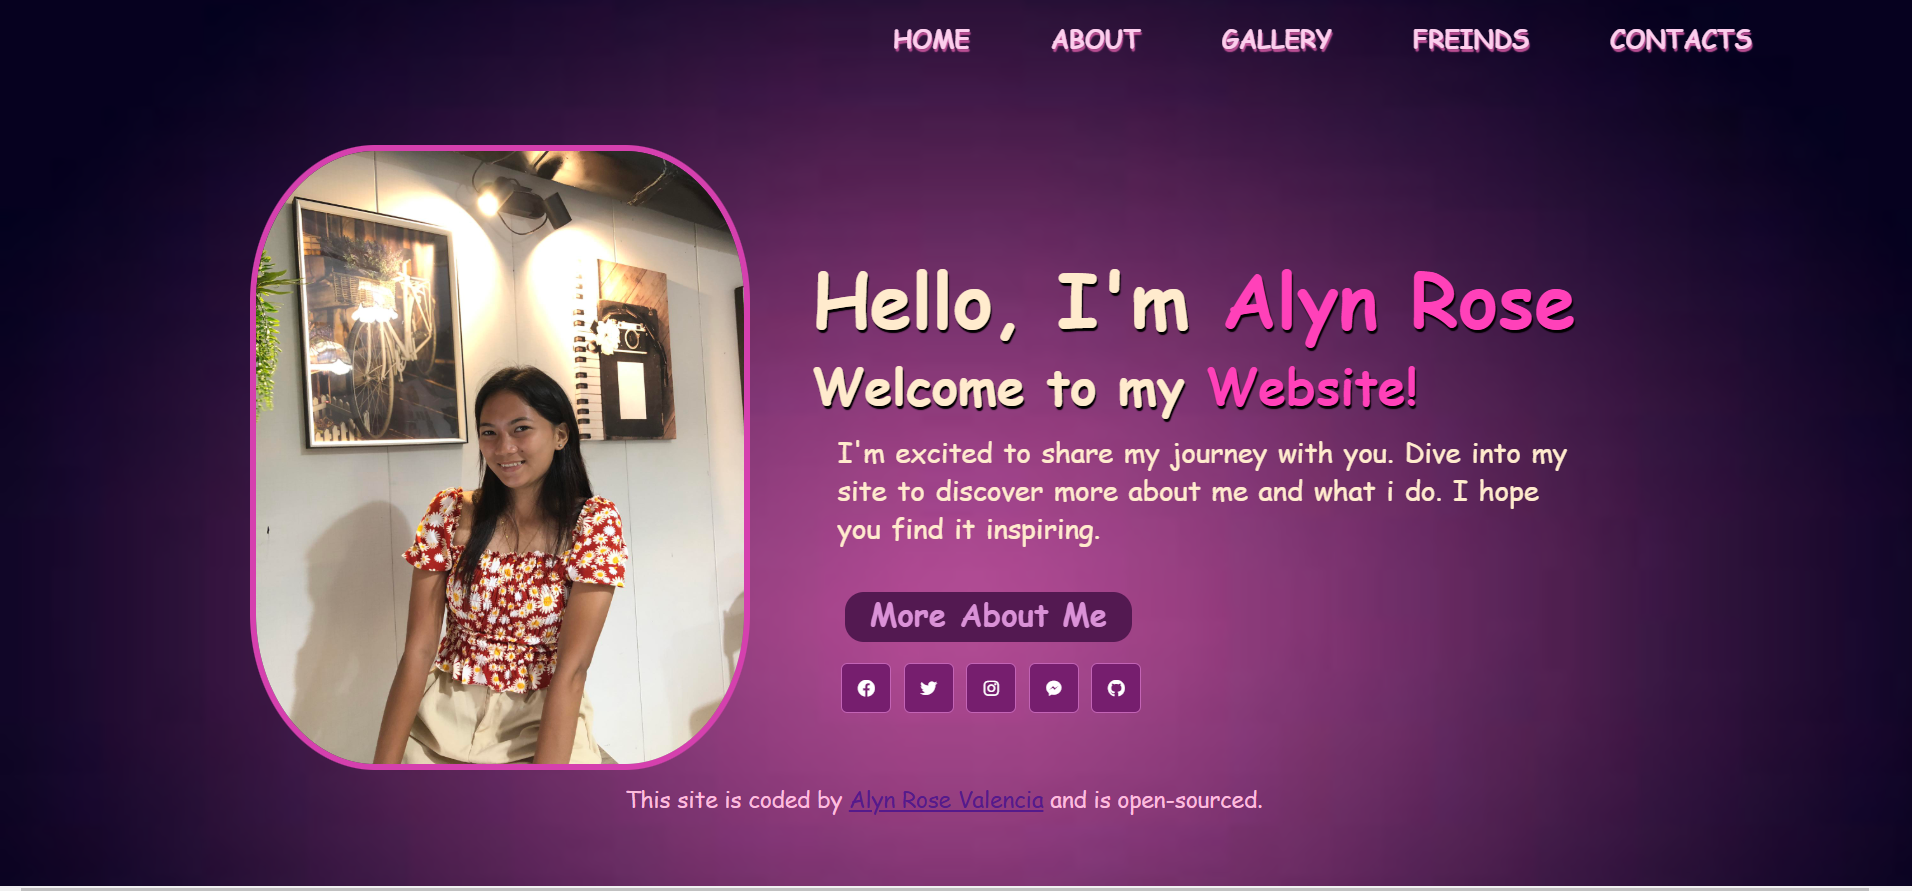 HOME ABOUT GALLERY FREINDS CONTACTS
Hello, I'm Alyn Rose
Welcome to my Website!
I'm excited to share my journey with you. Dive into my
site to discover more about me and what i do. I hope
you find it inspiring.
More About Me
This site is coded by Alyn Rose Valencia and is open-sourced.